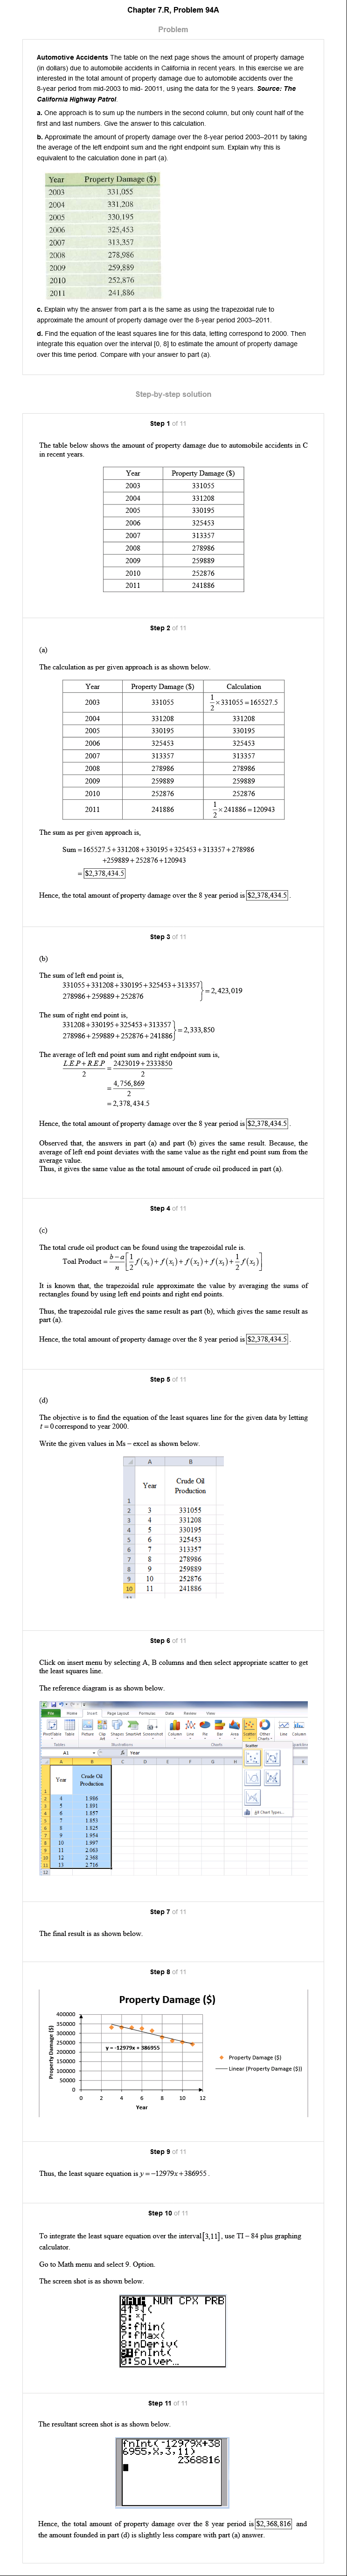 Chapter 7.R, Problem 94A
Problem
Automotive Accidents The table on the next page shows the amount of property damage
(in dollars) due to automobile accidents in California in recent years. In this exercise we are
interested in the total amount of property damage due to automobile accidents over the
8-year period from mid-2003 to mid- 20011, using the data for the 9 years. Source: The
California Highway Patrol.
a. One approach is to sum up the numbers in the second column, but only count half of the
first and last numbers. Give the answer to this calculation.
b. Approximate the amount of property damage over the 8-year period 2003–2011 by taking
the average of the left endpoint sum and the right endpoint sum. Explain why this is
equivalent to the calculation done in part (a).
Year Property Damage ($)
2003 331,055
2004 331,208
2005 330,195
2006 325,453
2007 313,357
2008 278,986
2009 259,889
2010 252,876
2011 241,886
c. Explain why the answer from part a is the same as using the trapezoidal rule to
approximate the amount of property damage over the 8-year period 2003–2011.
d. Find the equation of the least squares line for this data, letting correspond to 2000. Then
integrate this equation over the interval [0, 8] to estimate the amount of property damage
over this time period. Compare with your answer to part (a).
Step-by-step solution
Step 1 of 11
The table below shows the amount of property damage due to automobile accidents in C
in recent years.
Year Property Damage ($)
2003 331055
2004 331208
2005 330195
2006 325453
2007 313357
2008 278986
2009 259889
2010 252876
2011 241886
Step 2 of 11
(a)
The calculation as per given approach is as shown below.
Year Property Damage ($) Calculation
2003 331055 1/2 × 331055 = 165527.5
2004 331208 331208
2005 330195 330195
2006 325453 325453
2007 313357 313357
2008 278986 278986
2009 259889 259889
2010 252876 252876
2011 241886 1/2 × 241886 = 120943
The sum as per given approach is,
Sum = 165527.5 + 331208 + 330195 + 325453 + 313357 + 278986
+259889 + 252876 + 120943
= $2,378,434.5
Hence, the total amount of property damage over the 8 year period is $2,378,434.5.
Step 3 of 11
(b)
The sum of left end point is,
331055 + 331208 + 330195 + 325453 + 313357
278986 + 259889 + 252876 } = 2,423,019
The sum of right end point is,
331208 + 330195 + 325453 + 313357
278986 + 259889 + 252876 + 241886 } = 2,333,850
The average of left end point sum and right endpoint sum is,
L.E.P + R.E.P / 2 = 2423019 + 2333850 / 2
= 4,756,869 / 2
= 2,378,434.5
Hence, the total amount of property damage over the 8 year period is $2,378,434.5.
Observed that, the answers in part (a) and part (b) gives the same result. Because, the
average of left end point deviates with the same value as the right end point sum from the
average value.
Thus, it gives the same value as the total amount of crude oil produced in part (a).
Step 4 of 11
(c)
The total crude oil product can be found using the trapezoidal rule is.
Toal Product = b−a/n [1/2 f(x₀) + f(x₁) + f(x₂) + f(x₃) + 1/2 f(x₅)]
It is known that, the trapezoidal rule approximate the value by averaging the sums of
rectangles found by using left end points and right end points.
Thus, the trapezoidal rule gives the same result as part (b), which gives the same result as
part (a).
Hence, the total amount of property damage over the 8 year period is $2,378,434.5.
Step 5 of 11
(d)
The objective is to find the equation of the least squares line for the given data by letting
t = 0 correspond to year 2000.
Write the given values in Ms – excel as shown below.
A B
1 Year Crude Oil Production
2 3 331055
3 4 331208
4 5 330195
5 6 325453
6 7 313357
7 8 278986
8 9 259889
9 10 252876
10 11 241886
Step 6 of 11
Click on insert menu by selecting A, B columns and then select appropriate scatter to get
the least squares line.
The reference diagram is as shown below.
File Home Insert Page Layout Formulas Data Review View
PivotTable Table Picture Clip Art Shapes SmartArt Screenshot Column Line Pie Bar Area Scatter Other Charts Line Column
Tables Illustrations Charts
Scatter
A1 fx Year
A B C D E F G H K
1 Year Crude Oil Production
2 4 1.986
3 5 1.891
4 6 1.857
5 7 1.853
6 8 1.825
7 9 1.954
8 10 1.997
9 11 2.063
10 12 2.368
11 13 2.716
12
All Chart Types...
Step 7 of 11
The final result is as shown below.
Step 8 of 11
Property Damage ($)
Property Damage ($)
400000
350000
300000
250000
200000
150000
100000
50000
0
y = -12979x + 386955
0 2 4 6 8 10 12
Year
Property Damage ($)
Linear (Property Damage ($))
Step 9 of 11
Thus, the least square equation is y = −12979x + 386955.
Step 10 of 11
To integrate the least square equation over the interval [3,11], use TI – 84 plus graphing
calculator.
Go to Math menu and select 9. Option.
The screen shot is as shown below.
MATH NUM CPX PRB
4↑³√(
5:ˣ√
6:fMin(
7:fMax(
8:nDeriv(
9:fnInt(
0:Solver…
Step 11 of 11
The resultant screen shot is as shown below.
fnInt(-12979X+38
6955,X,3,11)
2368816
Hence, the total amount of property damage over the 8 year period is $2,368,816 and
the amount founded in part (d) is slightly less compare with part (a) answer.